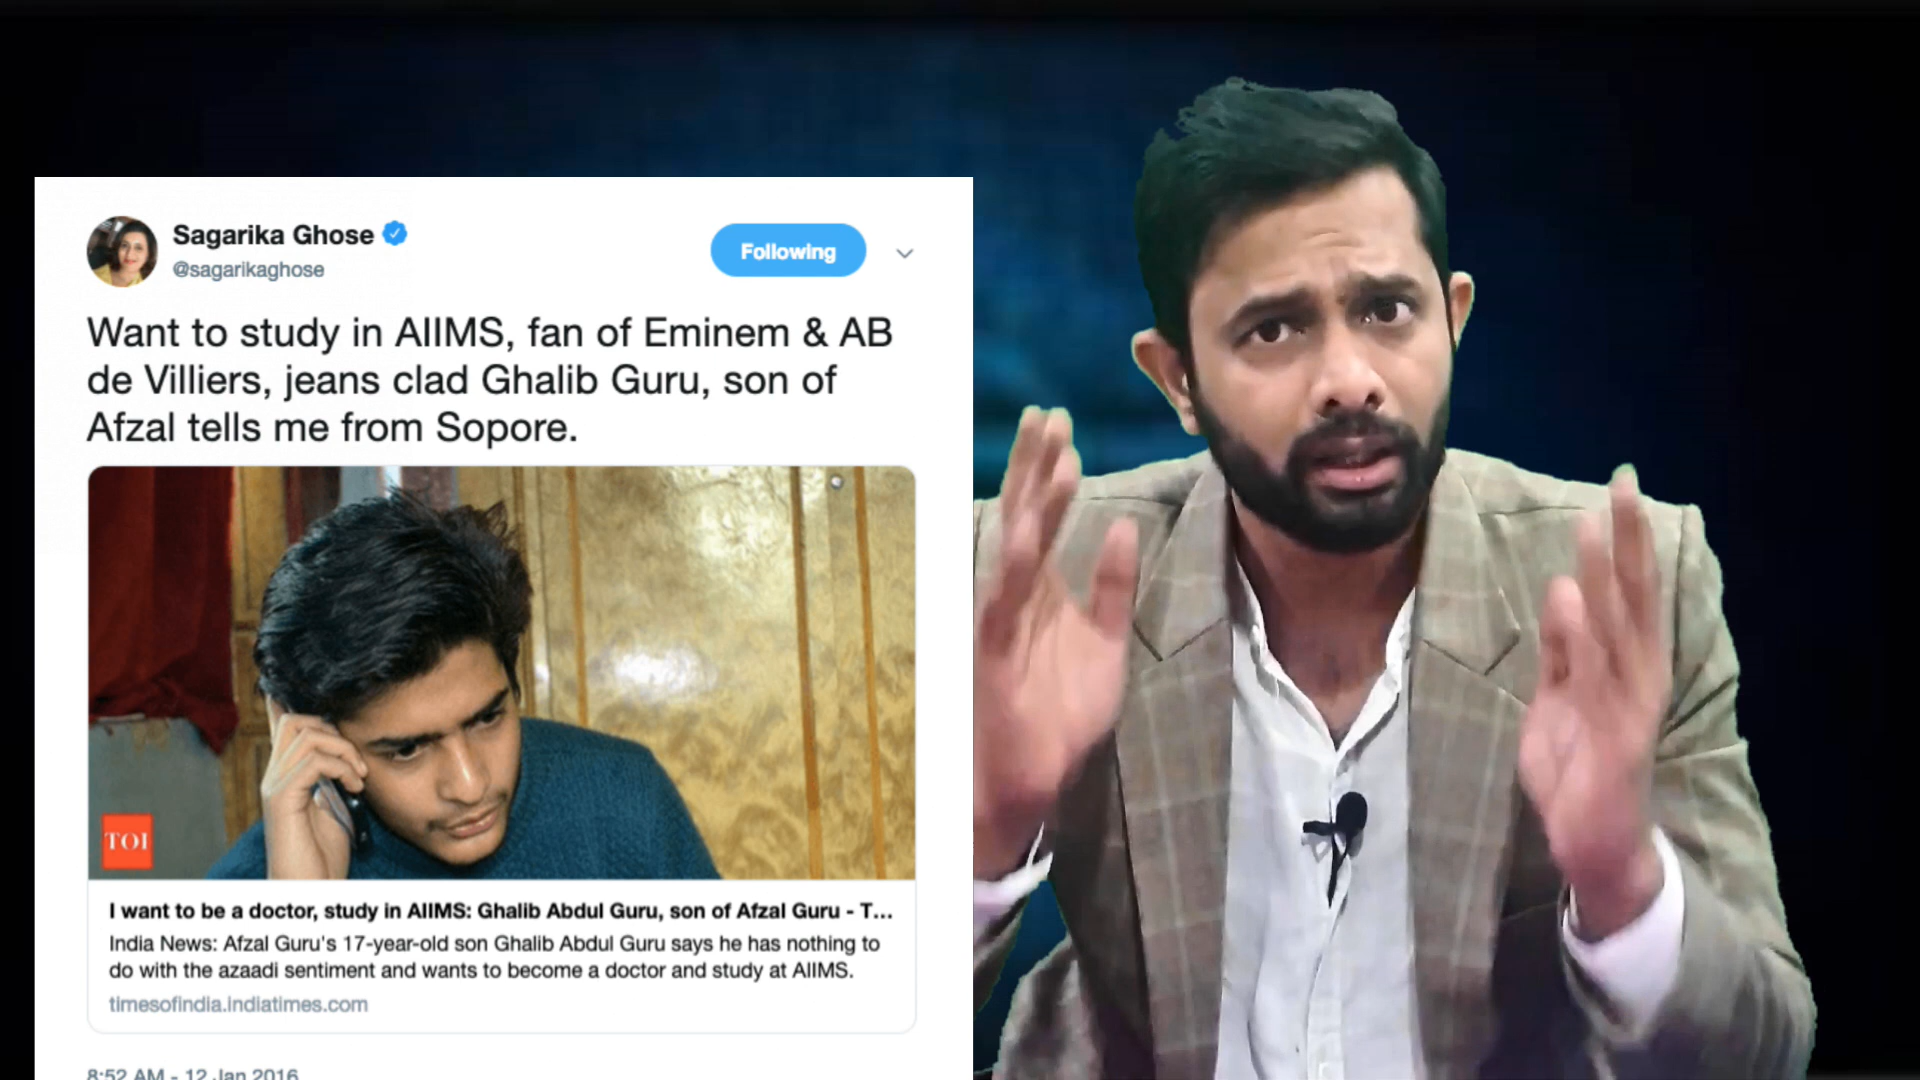 Sagarika Ghose
@sagarikaghose
Following
Want to study in AIIMS, fan of Eminem & AB
de Villiers, jeans clad Ghalib Guru, son of
Afzal tells me from Sopore.
TOI
I want to be a doctor, study in AIIMS: Ghalib Abdul Guru, son of Afzal Guru - T...
India News: Afzal Guru's 17-year-old son Ghalib Abdul Guru says he has nothing to
do with the azaadi sentiment and wants to become a doctor and study at AIIMS.
timesofindia.indiatimes.com
8:52 AM - 12 Jan 2016